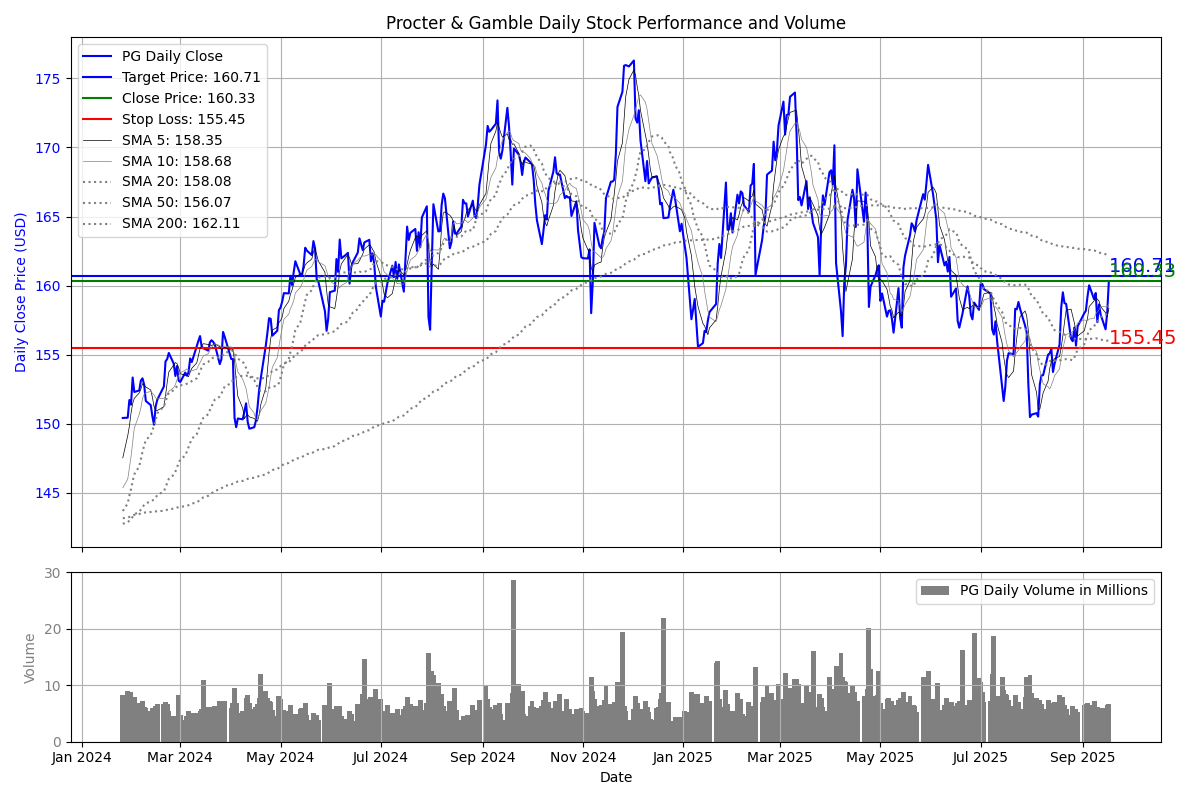 Procter & Gamble Daily Stock Performance and Volume
PG Daily Close
Target Price: 160.71
Close Price: 160.33
Stop Loss: 155.45
SMA 5: 158.35
SMA 10: 158.68
SMA 20: 158.08
SMA 50: 156.07
SMA 200: 162.11
Daily Close Price (USD)
175
170
165
160
155
150
145
160.71
160.33
155.45
PG Daily Volume in Millions
Volume
30
20
10
0
Jan 2024 Mar 2024 May 2024 Jul 2024 Sep 2024 Nov 2024 Jan 2025 Mar 2025 May 2025 Jul 2025 Sep 2025
Date